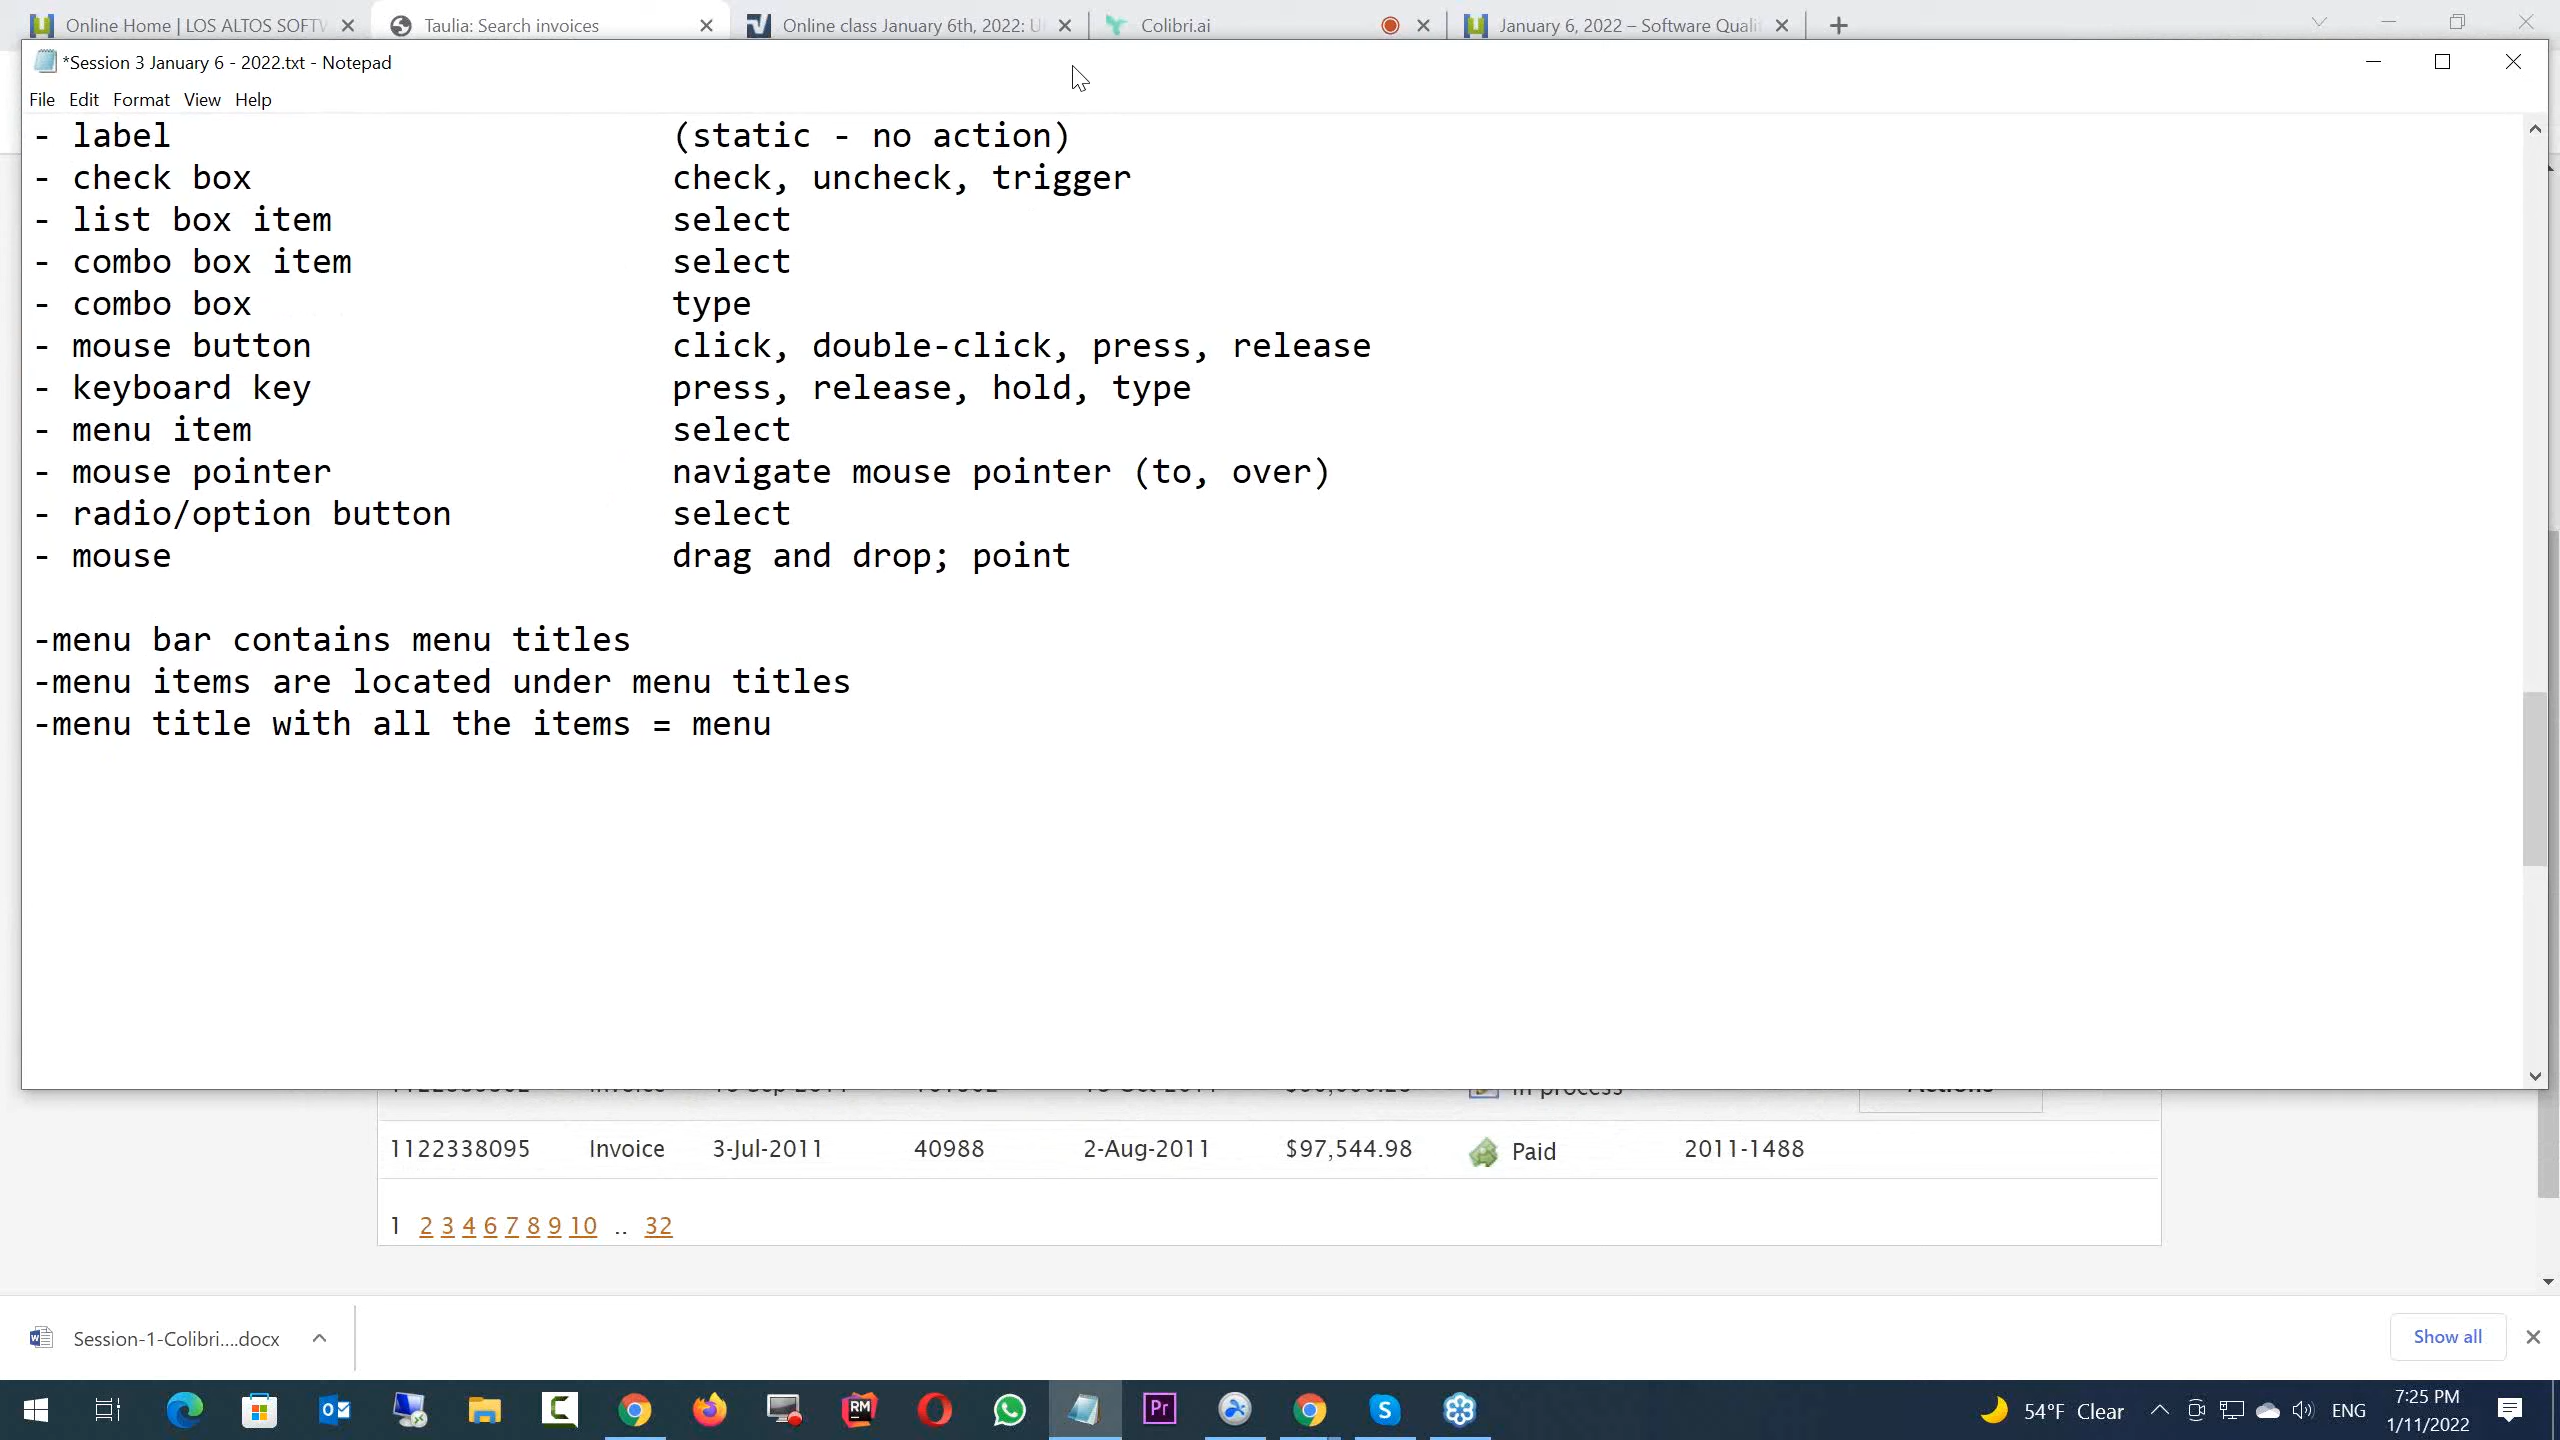 Online Home | LOS ALTOS SOFTW
Taulia: Search invoices
Online class January 6th, 2022: U
Colibri.ai
January 6, 2022 – Software Quali
*Session 3 January 6 - 2022.txt - Notepad
File Edit Format View Help
- label (static - no action)
- check box check, uncheck, trigger
- list box item select
- combo box item select
- combo box type
- mouse button click, double-click, press, release
- keyboard key press, release, hold, type
- menu item select
- mouse pointer navigate mouse pointer (to, over)
- radio/option button select
- mouse drag and drop; point
-menu bar contains menu titles
-menu items are located under menu titles
-menu title with all the items = menu
In process
1122338095 Invoice 3-Jul-2011 40988 2-Aug-2011 $97,544.98 Paid 2011-1488
1 2 3 4 6 7 8 9 10 .. 32
Session-1-Colibri....docx
Show all
RM
Pr
S
54°F Clear
ENG
7:25 PM
1/11/2022